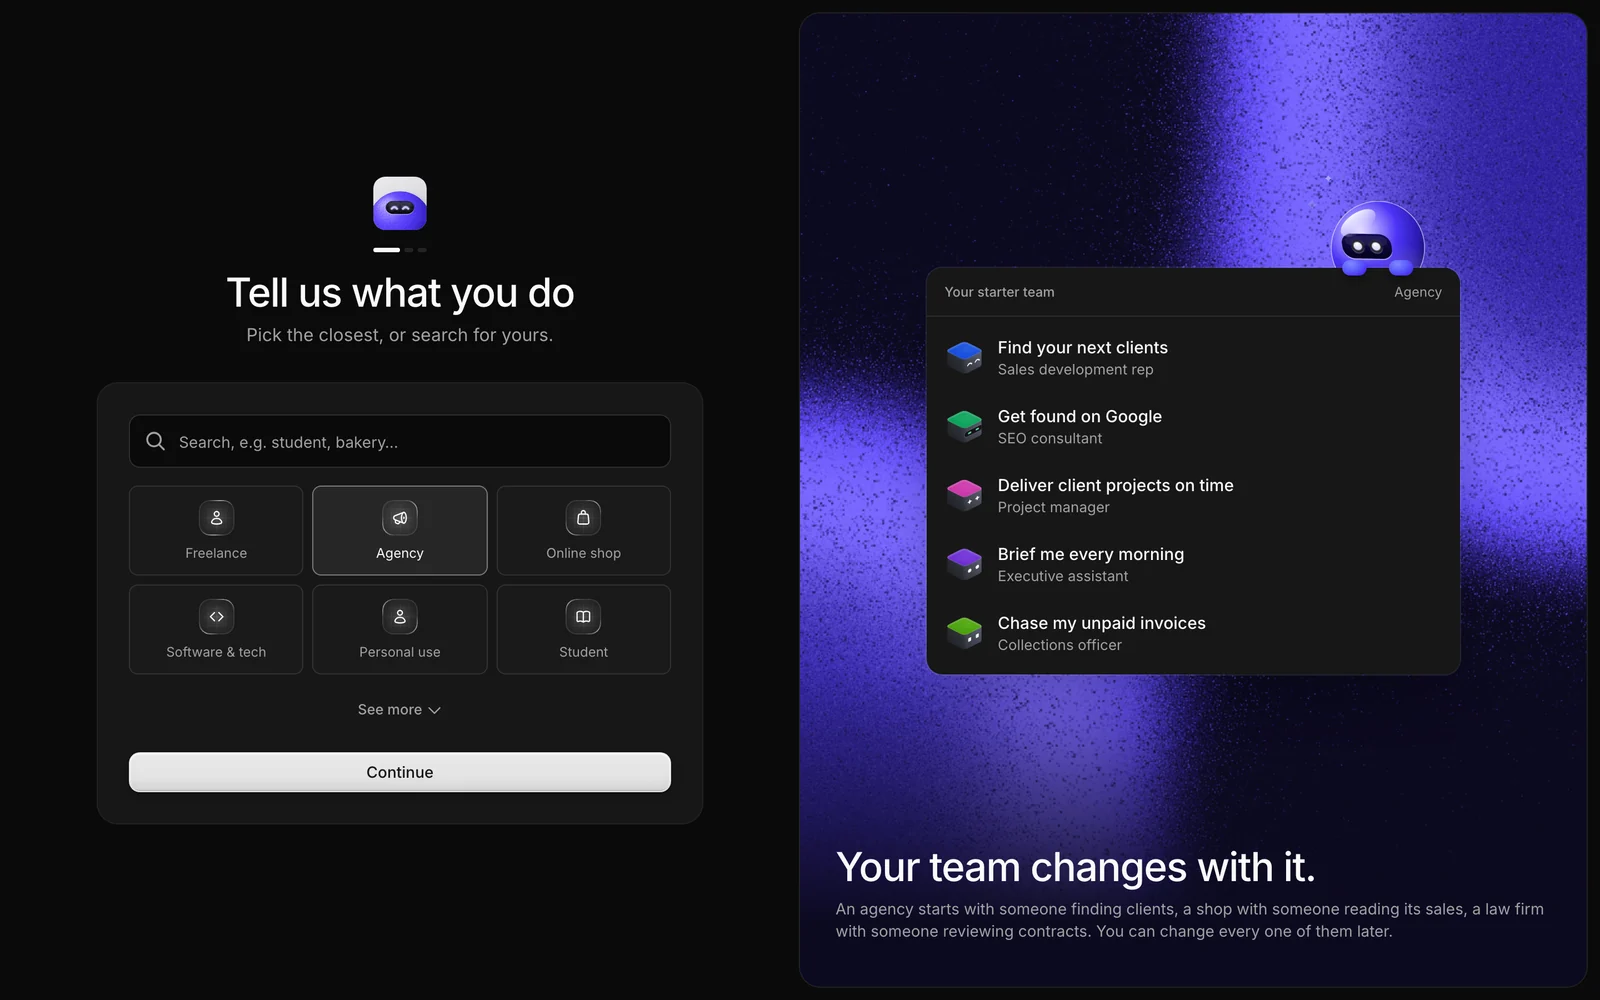 Tell us what you do
Pick the closest, or search for yours.
Search, e.g. student, bakery...
Freelance
Agency
Online shop
Software & tech
Personal use
Student
See more
Continue
Your starter team
Agency
Find your next clients
Sales development rep
Get found on Google
SEO consultant
Deliver client projects on time
Project manager
Brief me every morning
Executive assistant
Chase my unpaid invoices
Collections officer
Your team changes with it.
An agency starts with someone finding clients, a shop with someone reading its sales, a law firm
with someone reviewing contracts. You can change every one of them later.